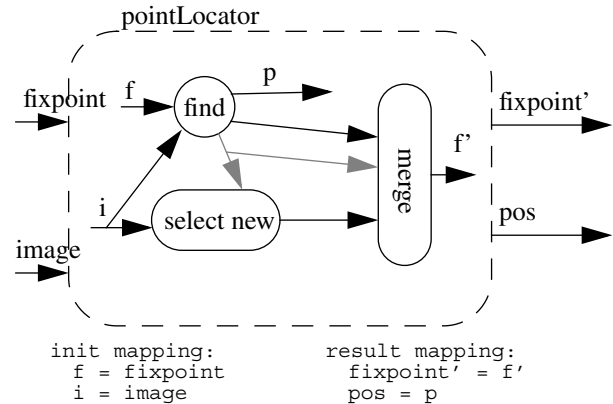 pointLocator
fixpoint
f
p
find
fixpoint'
merge
f'
i
select new
image
pos
init mapping:
f = fixpoint
i = image
result mapping:
fixpoint' = f'
pos = p